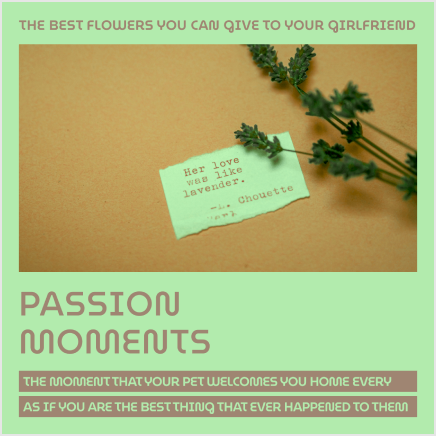 THE BEST FLOWERS YOU CAN GIVE TO YOUR GIRLFRIEND
Her love
was like
lavender.
Chouette
PASSION
MOMENTS
THE MOMENT THAT YOUR PET WELCOMES YOU HOME EVERY
AS IF YOU ARE THE BEST THING THAT EVER HAPPENED TO THEM